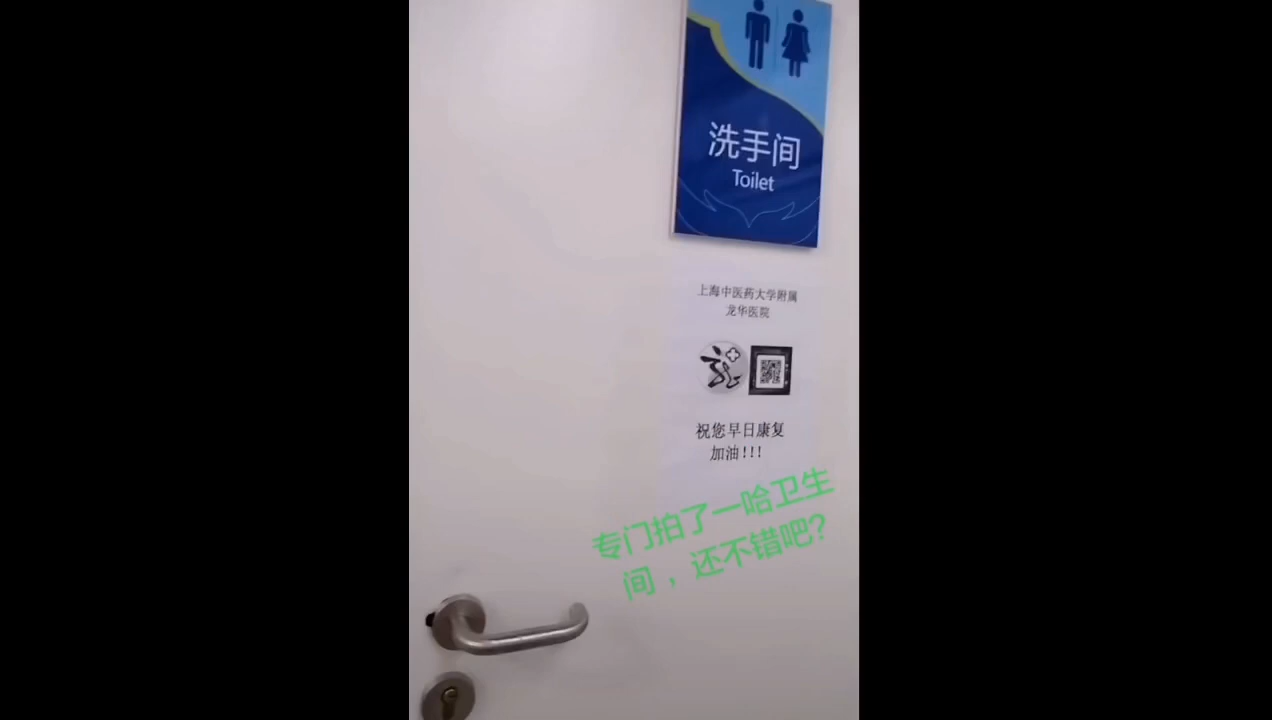 洗手间
Toilet
上海中医药大学附属
龙华医院
祝您早日康复
加油!!!
专门拍了一哈卫生
间，还不错吧?